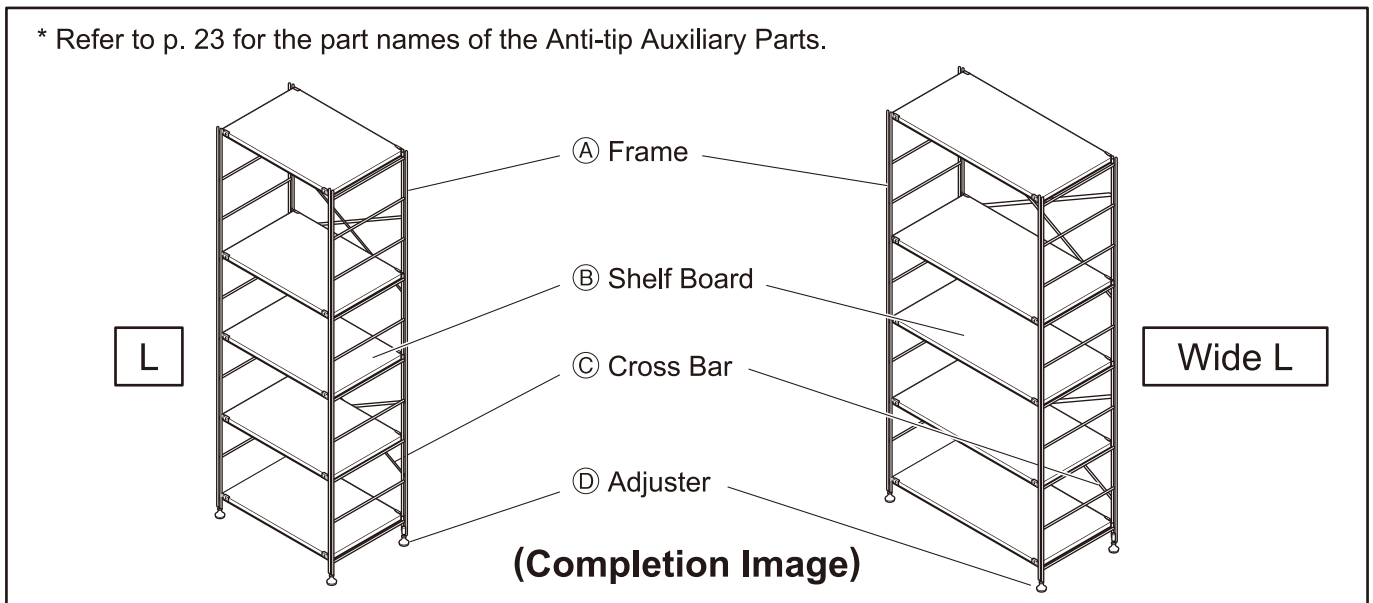 * Refer to p. 23 for the part names of the Anti-tip Auxiliary Parts.
Ⓐ Frame
Ⓑ Shelf Board
L
Wide L
Ⓒ Cross Bar
Ⓓ Adjuster
(Completion Image)